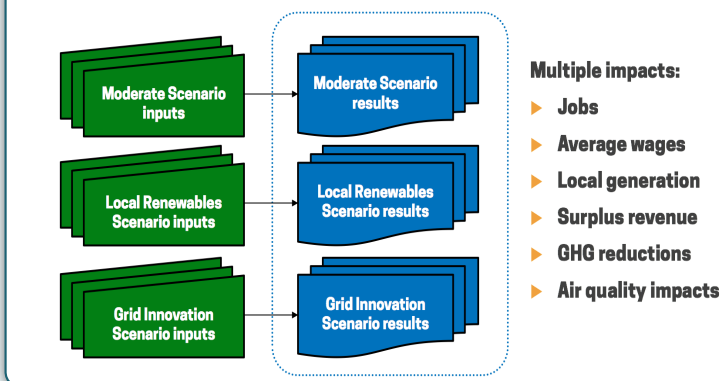 Moderate Scenario
inputs
Moderate Scenario
results
Local Renewables
Scenario inputs
Local Renewables
Scenario results
Grid Innovation
Scenario inputs
Grid Innovation
Scenario results
Multiple impacts:
Jobs
Average wages
Local generation
Surplus revenue
GHG reductions
Air quality impacts